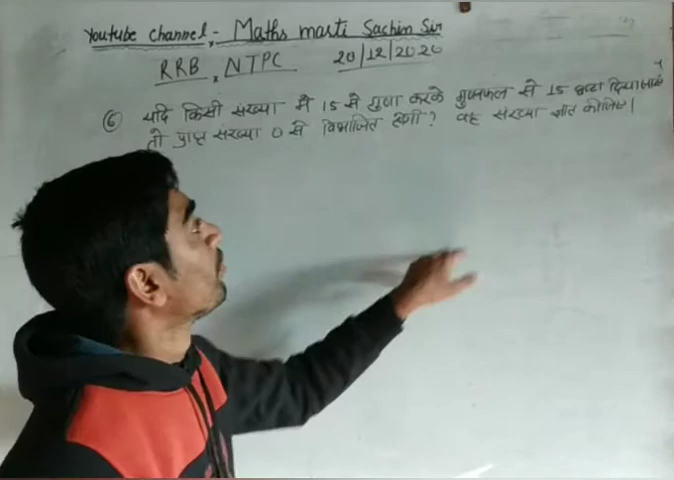 Youtube channel - Maths masti Sachin Sir
RRB, NTPC 20/12/2020
⑥ यदि किसी संख्या में 15 से गुणा करके गुणनफल से 15 घटा दिया जाये
तो प्राप्त संख्या 0 से विभाजित होगी? वह संख्या ज्ञात कीजिए।